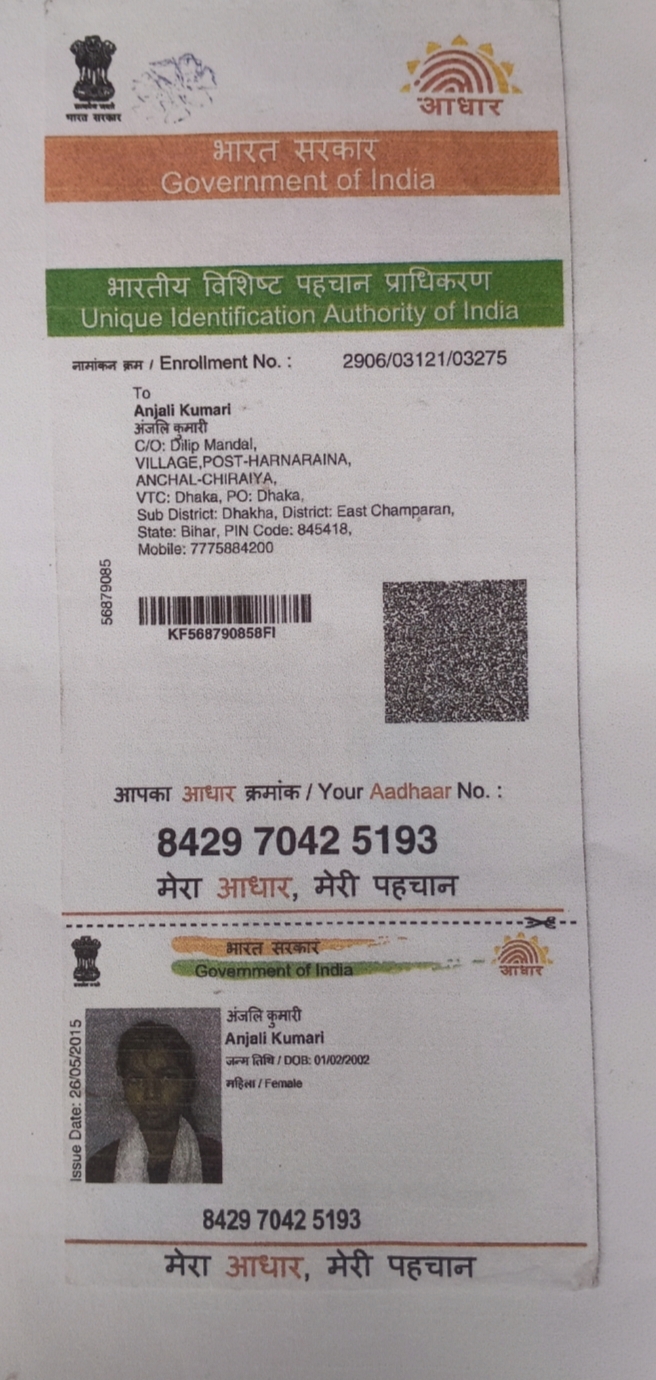 भारत सरकार
आधार
भारत सरकार
Government of India
भारतीय विशिष्ट पहचान प्राधिकरण
Unique Identification Authority of India
नामांकन क्रम / Enrollment No. : 2906/03121/03275
To
Anjali Kumari
अंजलि कुमारी
C/O: Dilip Mandal,
VILLAGE,POST-HARNARAINA,
ANCHAL-CHIRAIYA,
VTC: Dhaka, PO: Dhaka,
Sub District: Dhakha, District: East Champaran,
State: Bihar, PIN Code: 845418,
Mobile: 7775884200
56879085
KF568790858FI
आपका आधार क्रमांक / Your Aadhaar No. :
8429 7042 5193
मेरा आधार, मेरी पहचान
भारत सरकार
Government of India
आधार
Issue Date: 26/05/2015
अंजलि कुमारी
Anjali Kumari
जन्म तिथि / DOB: 01/02/2002
महिला / Female
8429 7042 5193
मेरा आधार, मेरी पहचान